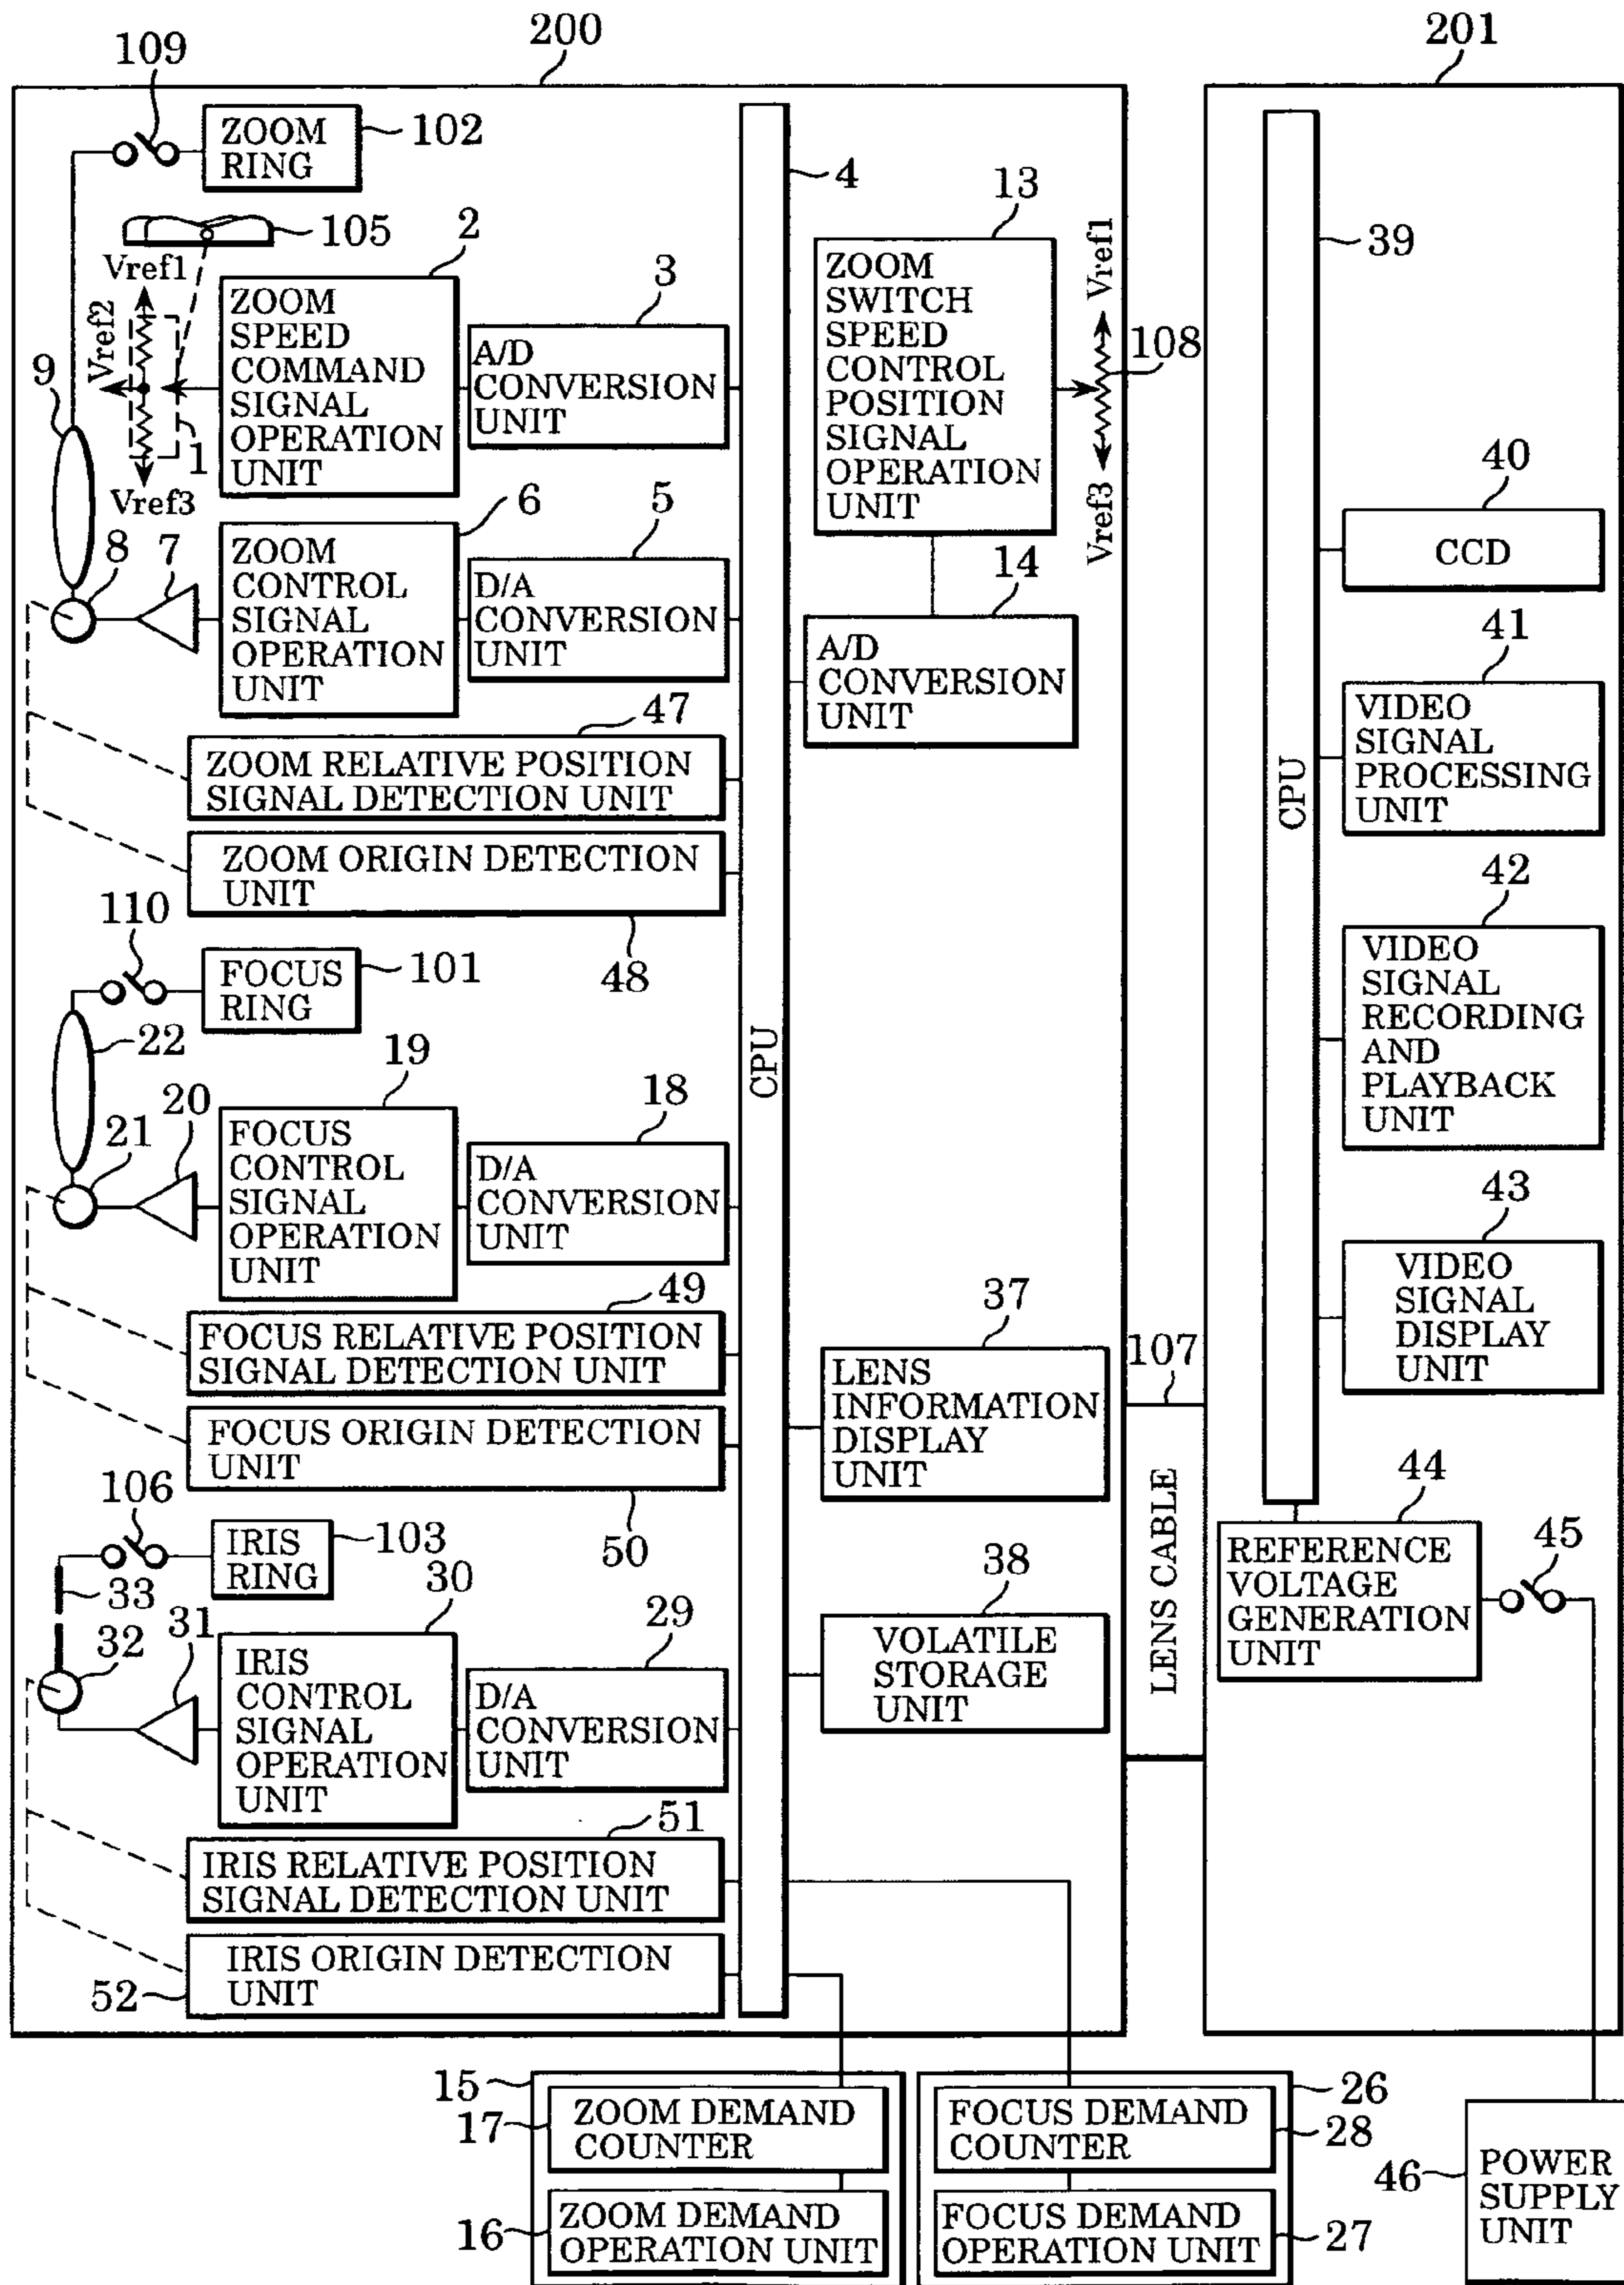 200
201
109
ZOOM
RING
102
4
105
2
3
13
39
Vref1
Vref2
Vref3
1
ZOOM
SPEED
COMMAND
SIGNAL
OPERATION
UNIT
A/D
CONVERSION
UNIT
ZOOM
SWITCH
SPEED
CONTROL
POSITION
SIGNAL
OPERATION
UNIT
Vref1
108
Vref3
9
8
7
6
5
14
40
ZOOM
CONTROL
SIGNAL
OPERATION
UNIT
D/A
CONVERSION
UNIT
A/D
CONVERSION
UNIT
CCD
41
VIDEO
SIGNAL
PROCESSING
UNIT
47
ZOOM RELATIVE POSITION
SIGNAL DETECTION UNIT
ZOOM ORIGIN DETECTION
UNIT
48
CPU
CPU
42
VIDEO
SIGNAL
RECORDING
AND
PLAYBACK
UNIT
110
FOCUS
RING
101
22
21
20
19
18
FOCUS
CONTROL
SIGNAL
OPERATION
UNIT
D/A
CONVERSION
UNIT
43
VIDEO
SIGNAL
DISPLAY
UNIT
49
FOCUS RELATIVE POSITION
SIGNAL DETECTION UNIT
FOCUS ORIGIN DETECTION
UNIT
50
37
LENS
INFORMATION
DISPLAY
UNIT
107
LENS CABLE
44
REFERENCE
VOLTAGE
GENERATION
UNIT
45
106
IRIS
RING
103
33
32
31
30
29
IRIS
CONTROL
SIGNAL
OPERATION
UNIT
D/A
CONVERSION
UNIT
38
VOLATILE
STORAGE
UNIT
51
IRIS RELATIVE POSITION
SIGNAL DETECTION UNIT
IRIS ORIGIN DETECTION
UNIT
52
15
17
ZOOM DEMAND
COUNTER
16
ZOOM DEMAND
OPERATION UNIT
26
FOCUS DEMAND
COUNTER
28
FOCUS DEMAND
OPERATION UNIT
27
46
POWER
SUPPLY
UNIT